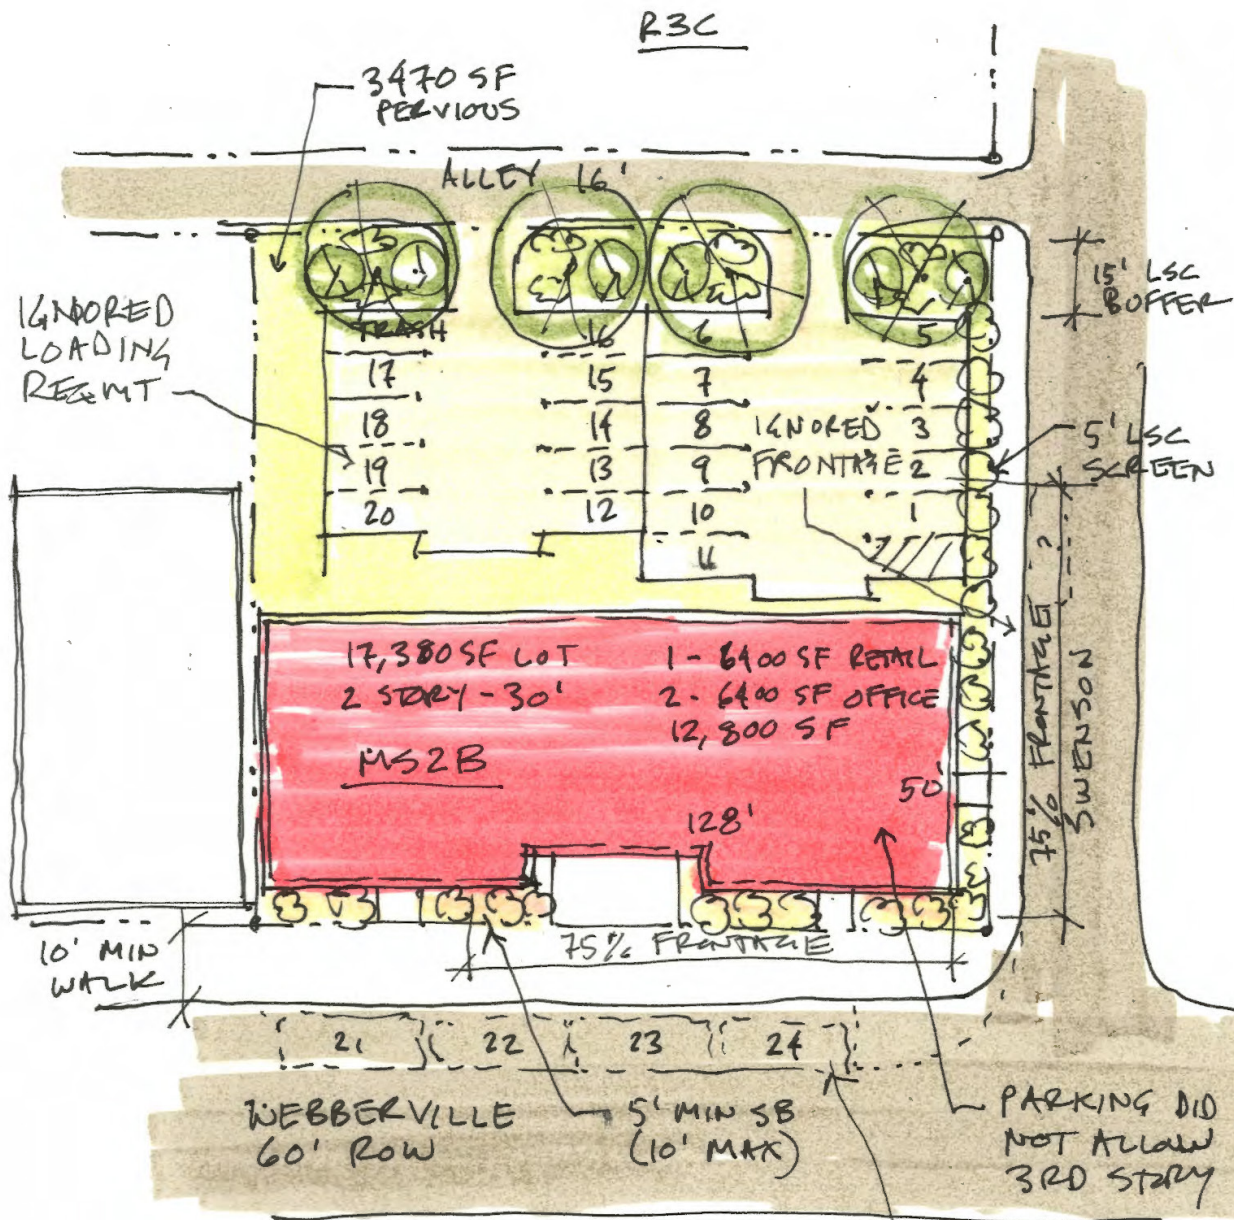 R3C
3470 SF
PERVIOUS
ALLEY 16'
15' LSC
BUFFER
IGNORED
LOADING
REQ'MT
TRASH
16
6
5
17
15
7
4
18
14
8
3
19
13
9
2
20
12
10
1
11
IGNORED
FRONTAGE
5' LSC
SCREEN
17,380 SF LOT
2 STORY - 30'
MS2B
1 - 6400 SF RETAIL
2 - 6400 SF OFFICE
12,800 SF
50'
128'
75% FRONTAGE ?
SWENSON
75% FRONTAGE
10' MIN
WALK
21
22
23
24
WEBBERVILLE
60' ROW
5' MIN SB
(10' MAX)
PARKING DID
NOT ALLOW
3RD STORY